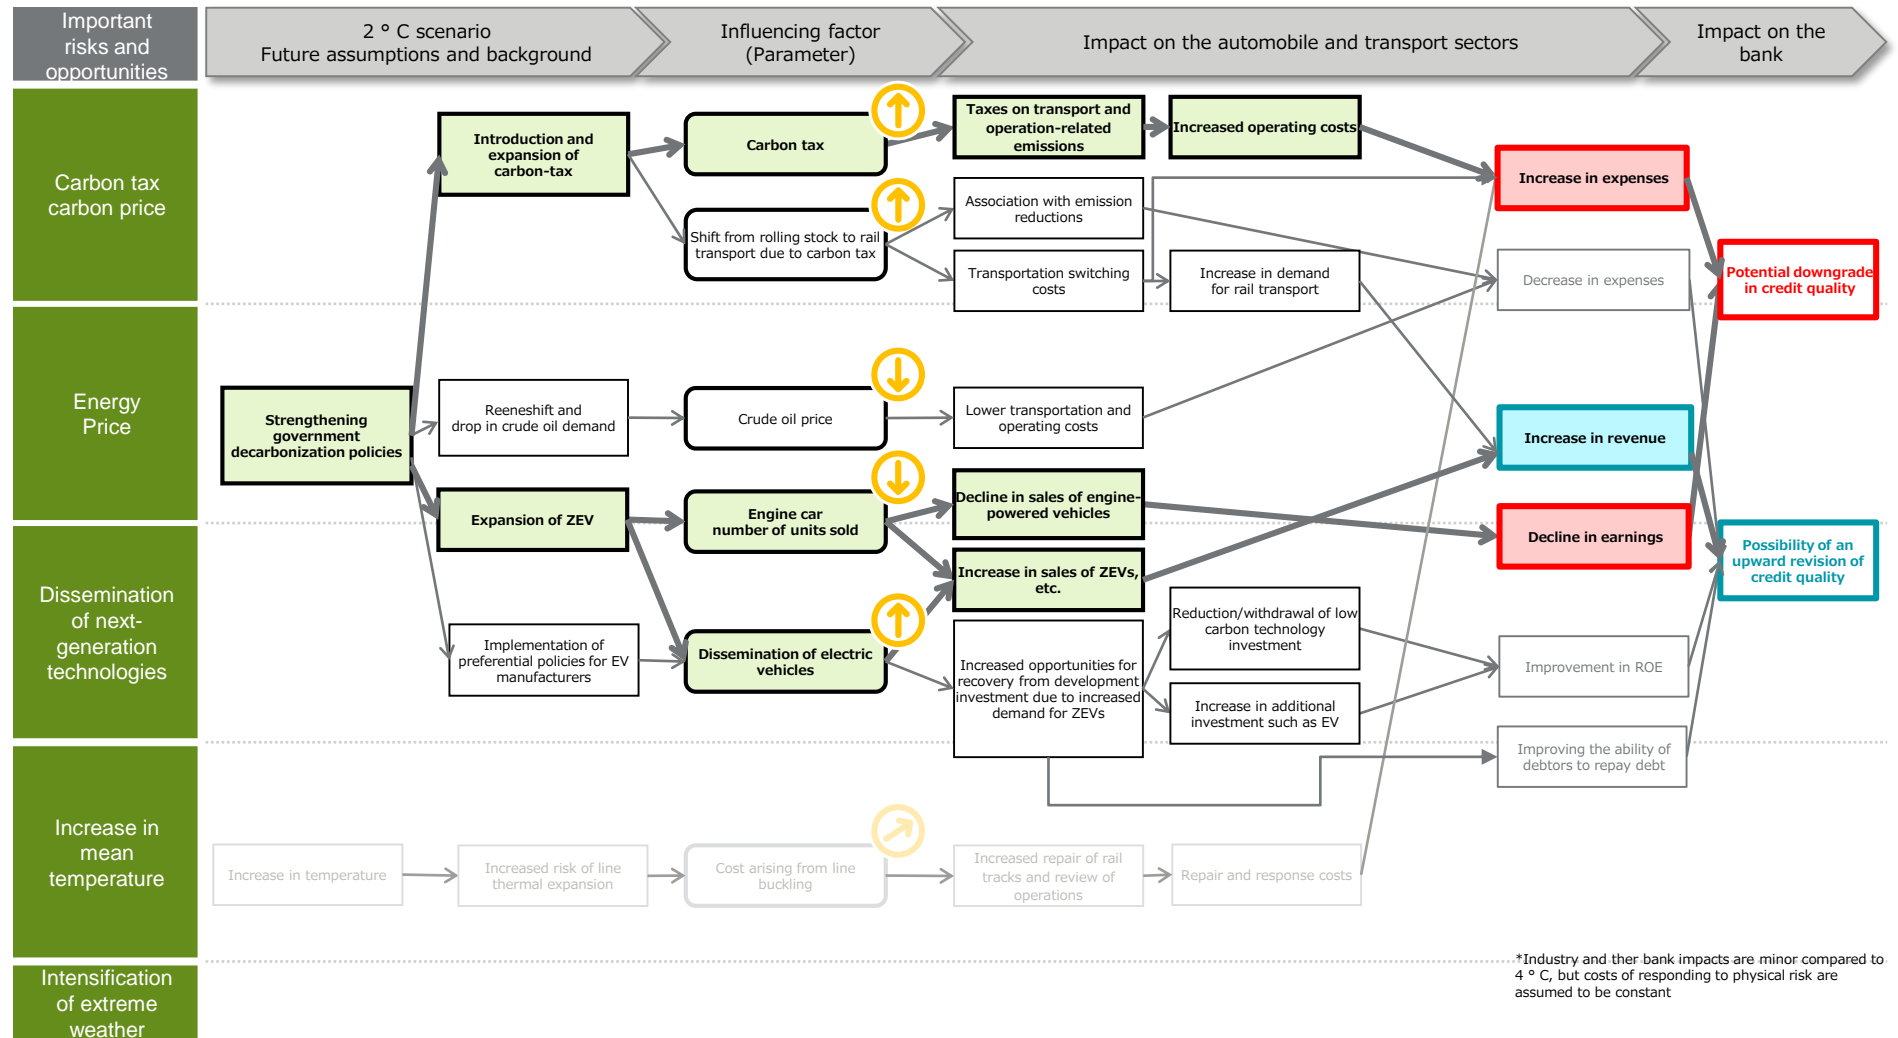 Important
risks and
opportunities
2 ° C scenario
Future assumptions and background
Influencing factor
(Parameter)
Impact on the automobile and transport sectors
Impact on the
bank
Carbon tax
carbon price
Introduction and
expansion of
carbon-tax
Carbon tax
Taxes on transport and
operation-related
emissions
Increased operating costs
Increase in expenses
Shift from rolling stock to rail
transport due to carbon tax
Association with emission
reductions
Transportation switching
costs
Increase in demand
for rail transport
Decrease in expenses
Potential downgrade
in credit quality
Energy
Price
Strengthening
government
decarbonization policies
Reeneshift and
drop in crude oil demand
Crude oil price
Lower transportation and
operating costs
Increase in revenue
Expansion of ZEV
Engine car
number of units sold
Decline in sales of engine-
powered vehicles
Decline in earnings
Dissemination
of next-
generation
technologies
Increase in sales of ZEVs,
etc.
Possibility of an
upward revision of
credit quality
Implementation of
preferential policies for EV
manufacturers
Dissemination of electric
vehicles
Increased opportunities for
recovery from development
investment due to increased
demand for ZEVs
Reduction/withdrawal of low
carbon technology
investment
Increase in additional
investment such as EV
Improvement in ROE
Improving the ability of
debtors to repay debt
Increase in
mean
temperature
Increase in temperature
Increased risk of line
thermal expansion
Cost arising from line
buckling
Increased repair of rail
tracks and review of
operations
Repair and response costs
Intensification
of extreme
weather
*Industry and ther bank impacts are minor compared to
4 ° C, but costs of responding to physical risk are
assumed to be constant